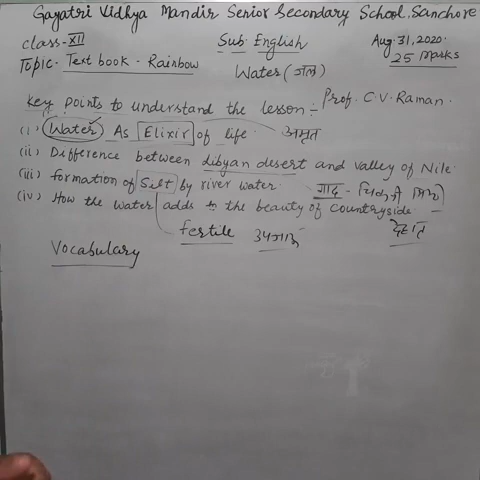 Gayatri Vidhya Mandir Senior Secondary School, Sanchore
Class-XII Sub: English Aug. 31, 2020
Topic- Text book - Rainbow 25 Marks
Water (जल)
Key points to understand the lesson :- Prof. C.V. Raman.
(i) Water As Elixir of life अमृत
(ii) Difference between dibyan desert and valley of Nile.
(iii) formation of Silt by river water. गाद - चिकनी मिट्टी
(iv) How the water adds to the beauty of countryside.
fertile उपजाऊ देहात
Vocabulary